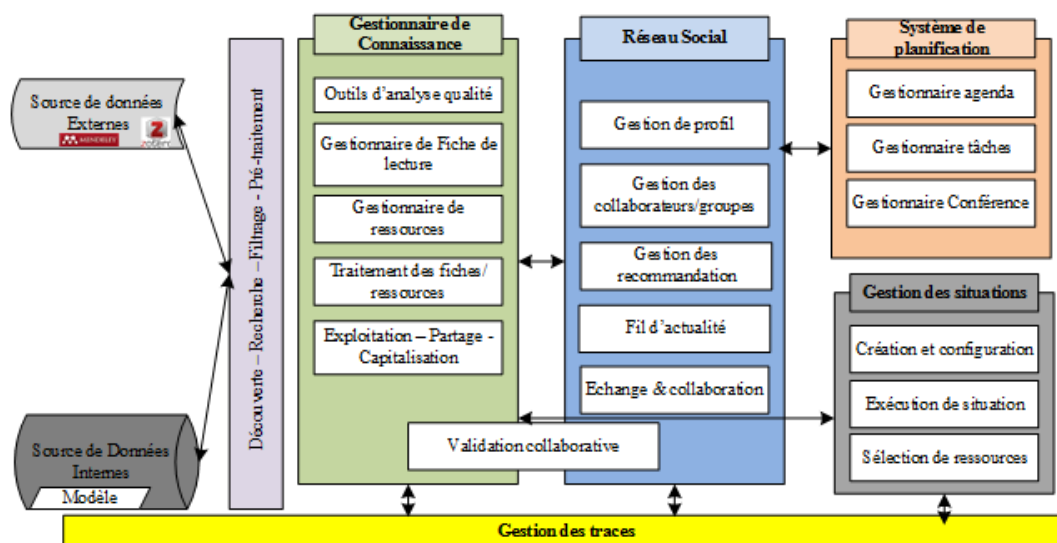 Source de données
Externes
MENDELEY
zotero
Source de Données
Internes
Modèle
Découverte – Recherche – Filtrage - Pré-traitement
Gestionnaire de
Connaissance
Outils d'analyse qualité
Gestionnaire de Fiche de
lecture
Gestionnaire de
ressources
Traitement des fiches/
ressources
Exploitation – Partage -
Capitalisation
Réseau Social
Gestion de profil
Gestion des
collaborateurs/groupes
Gestion des
recommandation
Fil d'actualité
Echange & collaboration
Validation collaborative
Système de
planification
Gestionnaire agenda
Gestionnaire tâches
Gestionnaire Conférence
Gestion des situations
Création et configuration
Exécution de situation
Sélection de ressources
Gestion des traces